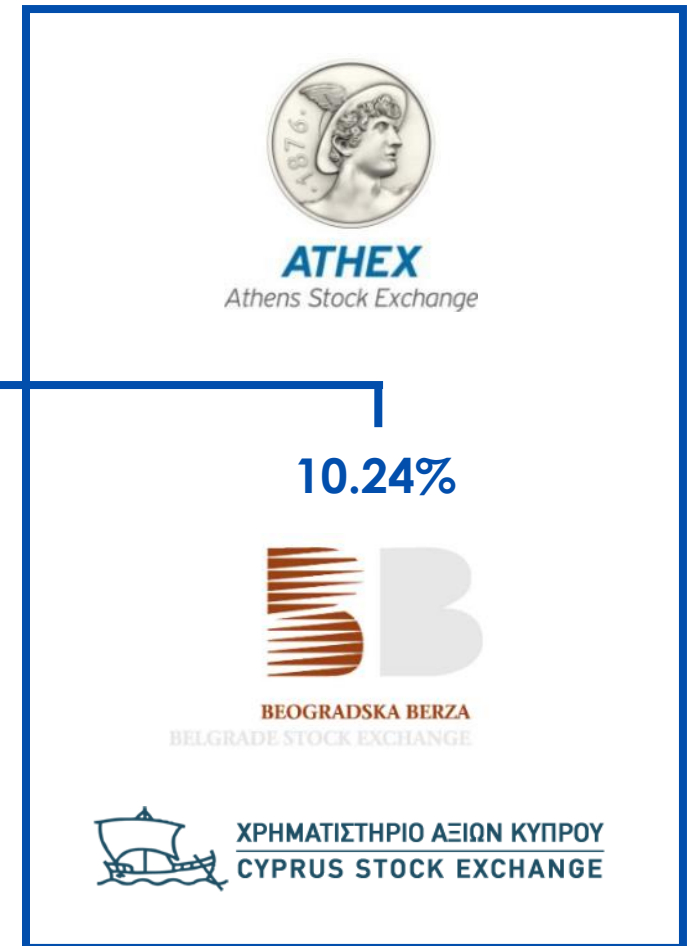 ·1876·
ATHEX
Athens Stock Exchange
10.24%
BEOGRADSKA BERZA
BELGRADE STOCK EXCHANGE
ΧΡΗΜΑΤΙΣΤΗΡΙΟ ΑΞΙΩΝ ΚΥΠΡΟΥ
CYPRUS STOCK EXCHANGE